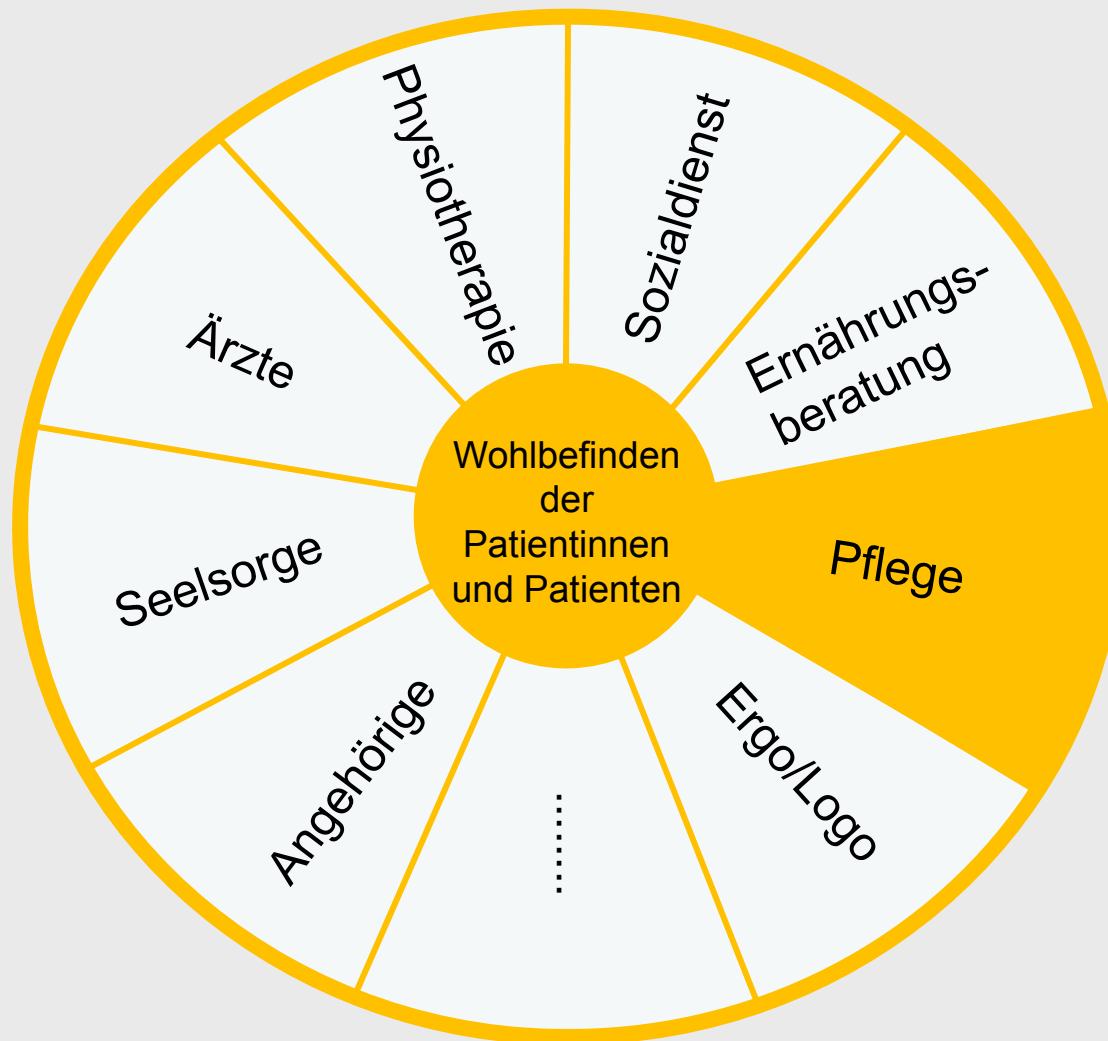 Physiotherapie
Sozialdienst
Ernährungs-
beratung
Pflege
Ergo/Logo
........
Angehörige
Seelsorge
Ärzte
Wohlbefinden
der
Patientinnen
und Patienten